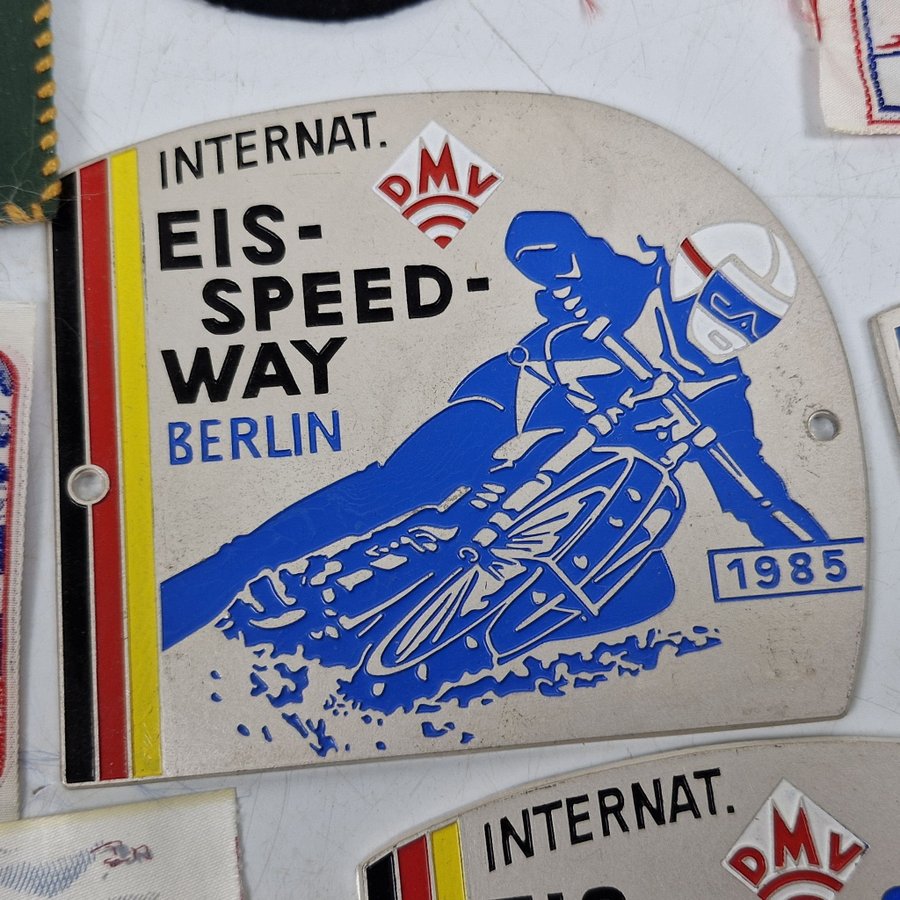 INTERNAT.
DMV
EIS-
SPEED-
WAY
BERLIN
1985
INTERNAT.
DMV